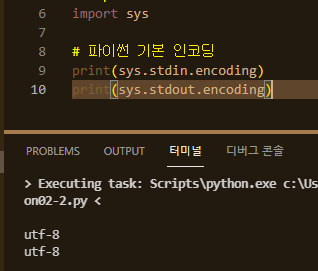 6 import sys
7
8 # 파이썬 기본 인코딩
9 print(sys.stdin.encoding)
10 print(sys.stdout.encoding)
PROBLEMS OUTPUT 터미널 디버그 콘솔
> Executing task: Scripts\python.exe c:\Us
on02-2.py <
utf-8
utf-8